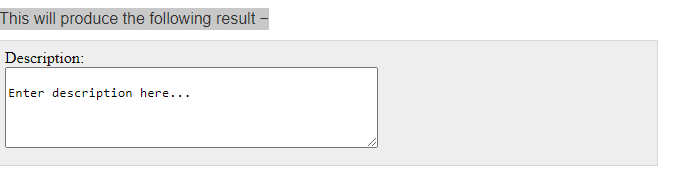 This will produce the following result −
Description:
Enter description here...